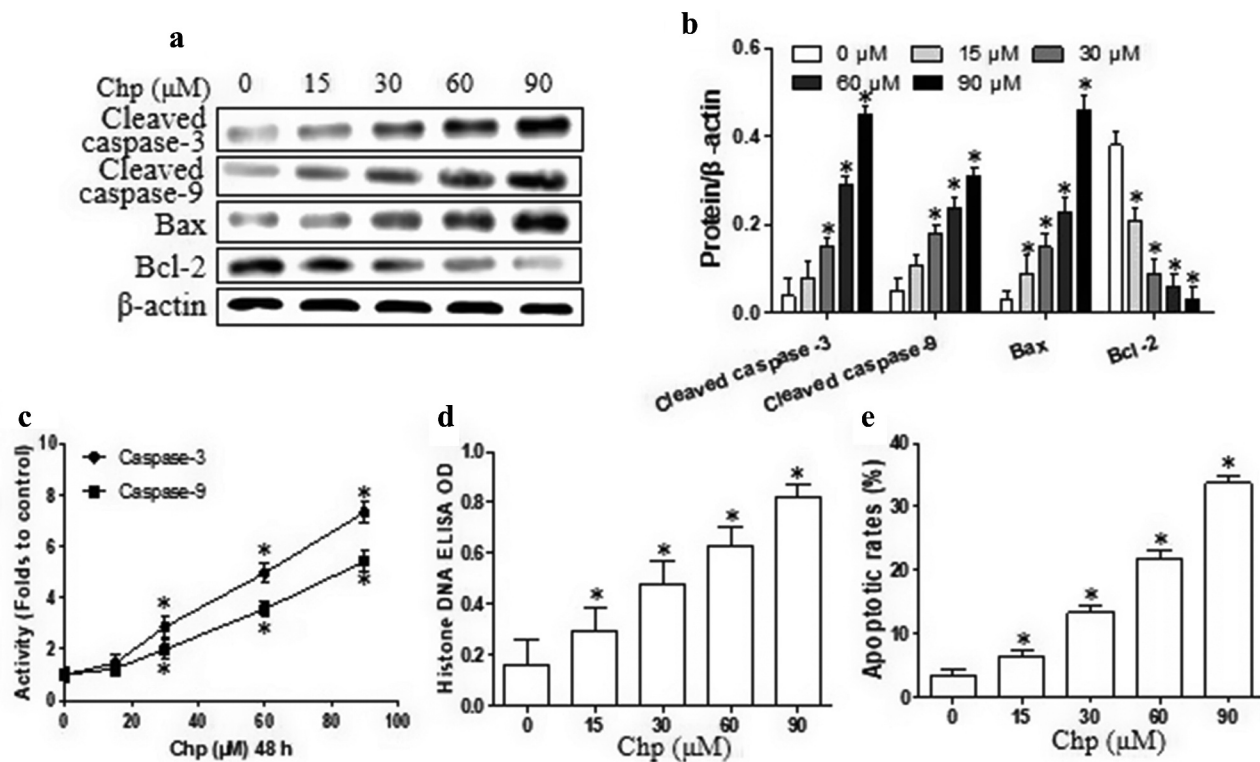 a
Chp (μM) 0 15 30 60 90
Cleaved
caspase-3
Cleaved
caspase-9
Bax
Bcl-2
β-actin
b
Protein/β-actin
0.6
0.4
0.2
0.0
0 μM 15 μM 30 μM
60 μM 90 μM
* * *
* * *
* * * *
* * * *
Cleaved caspase-3 Cleaved caspase-9 Bax Bcl-2
c
Activity (Folds to control)
10
8
6
4
2
0
Caspase-3
Caspase-9
* * *
* * *
0 20 40 60 80 100
Chp (μM) 48 h
d
Histone DNA ELISA OD
1.0
0.8
0.6
0.4
0.2
0.0
* * * *
0 15 30 60 90
Chp (μM)
e
Apoptotic rates (%)
40
30
20
10
0
* * * *
0 15 30 60 90
Chp (μM)